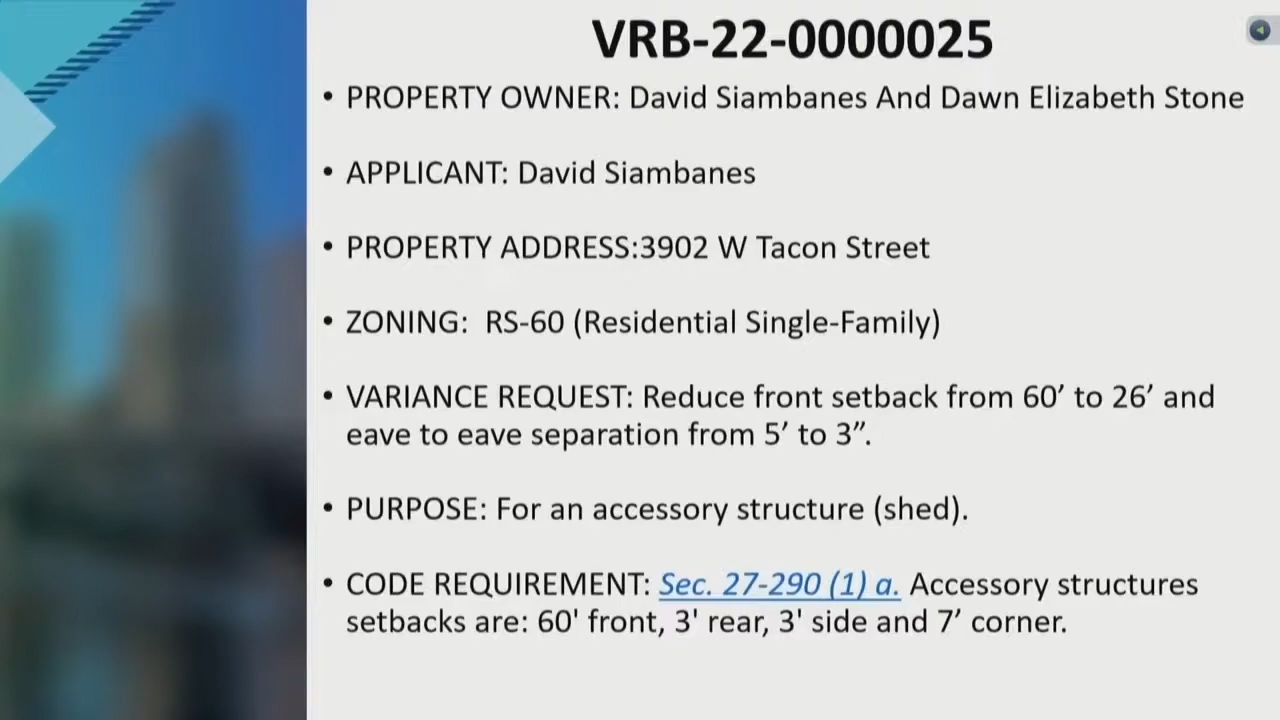 VRB-22-0000025
• PROPERTY OWNER: David Siambanes And Dawn Elizabeth Stone
• APPLICANT: David Siambanes
• PROPERTY ADDRESS:3902 W Tacon Street
• ZONING:  RS-60 (Residential Single-Family)
• VARIANCE REQUEST: Reduce front setback from 60’ to 26’ and
eave to eave separation from 5’ to 3”.
• PURPOSE: For an accessory structure (shed).
• CODE REQUIREMENT: Sec. 27-290 (1) a. Accessory structures
setbacks are: 60' front, 3' rear, 3' side and 7’ corner.